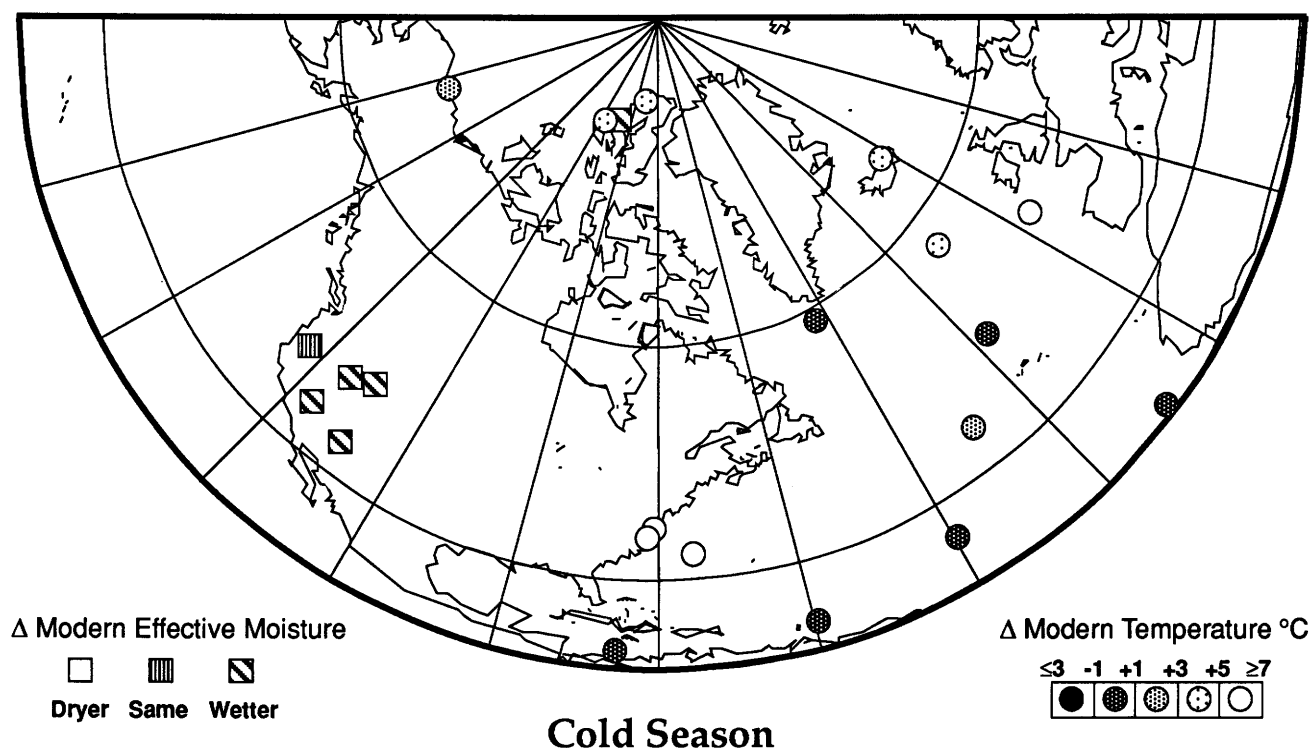 Δ Modern Effective Moisture
Dryer Same Wetter
Δ Modern Temperature °C
≤3 -1 +1 +3 +5 ≥7
Cold Season